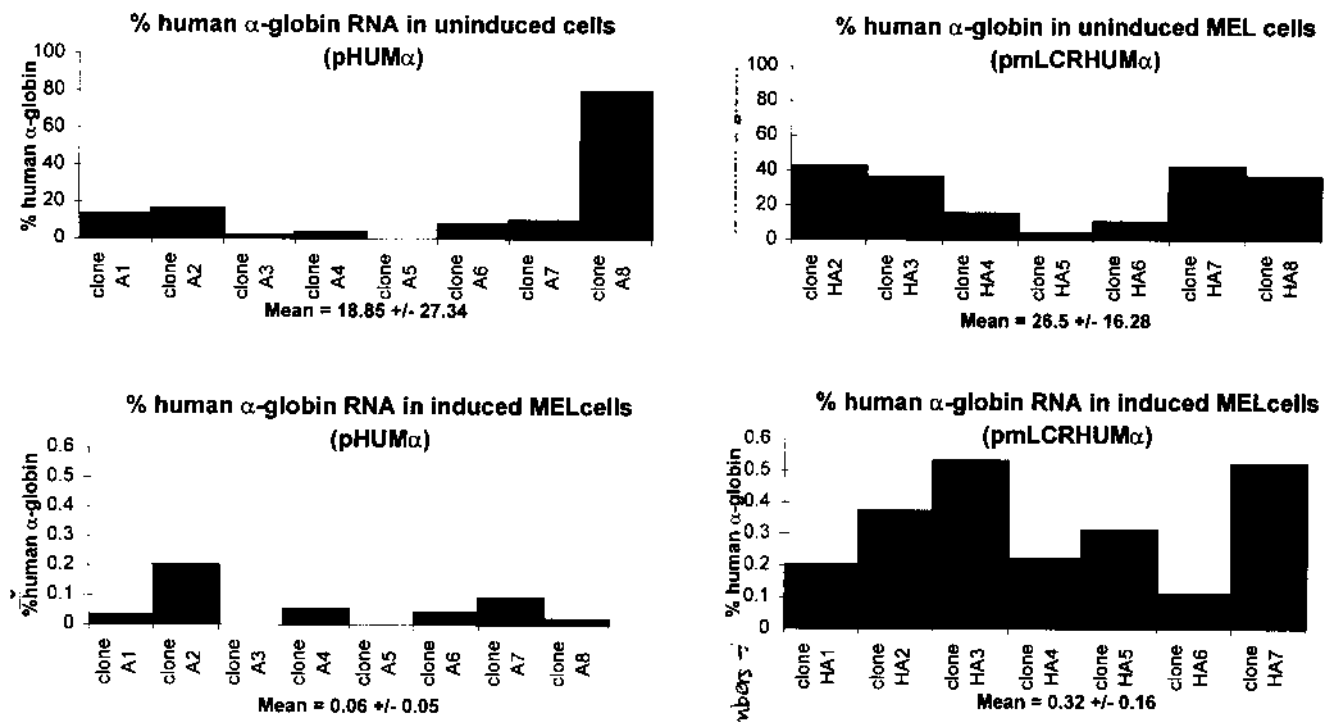 % human α-globin RNA in uninduced cells
(pHUMα)
% human α-globin
100
80
60
40
20
0
clone A1
clone A2
clone A3
clone A4
clone A5
clone A6
clone A7
clone A8
Mean = 18.85 +/- 27.34
% human α-globin in uninduced MEL cells
(pmLCRHUMα)
100
80
60
40
20
0
clone HA2
clone HA3
clone HA4
clone HA5
clone HA6
clone HA7
clone HA8
Mean = 26.5 +/- 16.28
% human α-globin RNA in induced MELcells
(pHUMα)
%human α-globin
0.6
0.5
0.4
0.3
0.2
0.1
0
clone A1
clone A2
clone A3
clone A4
clone A5
clone A6
clone A7
clone A8
Mean = 0.06 +/- 0.05
% human α-globin RNA in induced MELcells
(pmLCRHUMα)
% human α-globin
0.6
0.5
0.4
0.3
0.2
0.1
0
clone HA1
clone HA2
clone HA3
clone HA4
clone HA5
clone HA6
clone HA7
Mean = 0.32 +/- 0.16